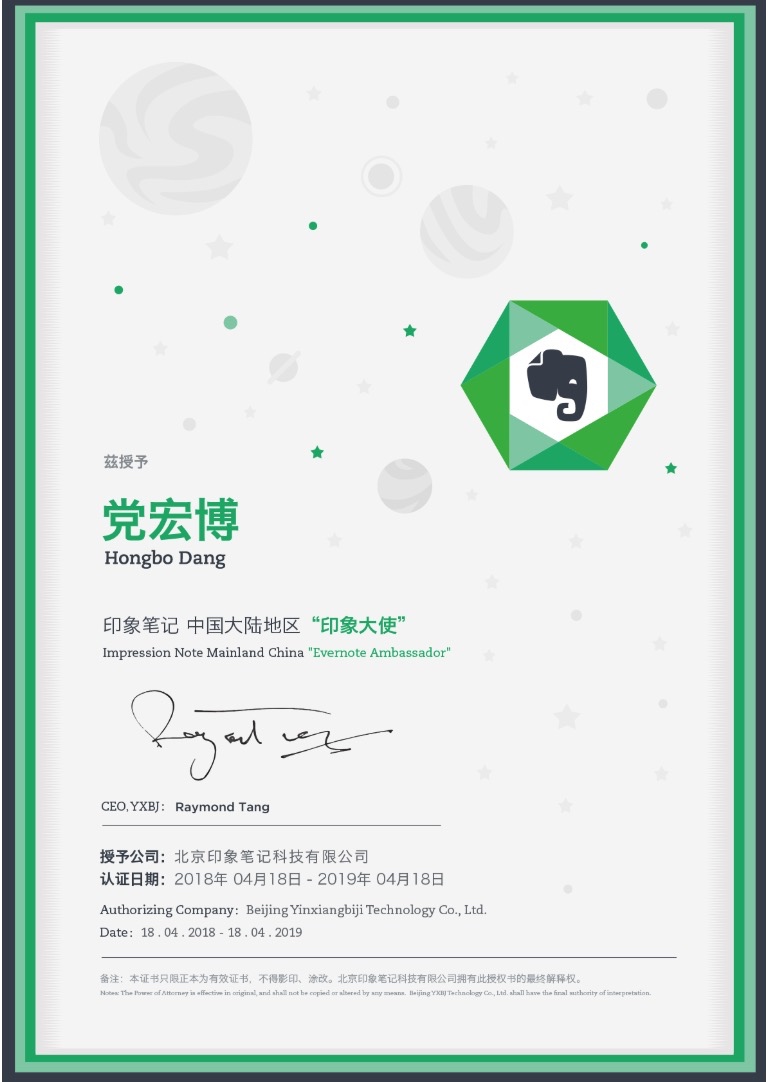 兹授予
党宏博
Hongbo Dang
印象笔记 中国大陆地区“印象大使”
Impression Note Mainland China "Evernote Ambassador"
CEO, YXBJ： Raymond Tang
授予公司：北京印象笔记科技有限公司
认证日期：2018年 04月18日 - 2019年 04月18日
Authorizing Company：Beijing Yinxiangbiji Technology Co., Ltd.
Date：18 . 04 . 2018 - 18 . 04 . 2019
备注：本证书只限正本为有效证书，不得影印、涂改。北京印象笔记科技有限公司拥有此授权书的最终解释权。
Notes: The Power of Attorney is effective in original, and shall not be copied or altered by any means. Beijing YXBJ Technology Co., Ltd. shall have the final authority of interpretation.